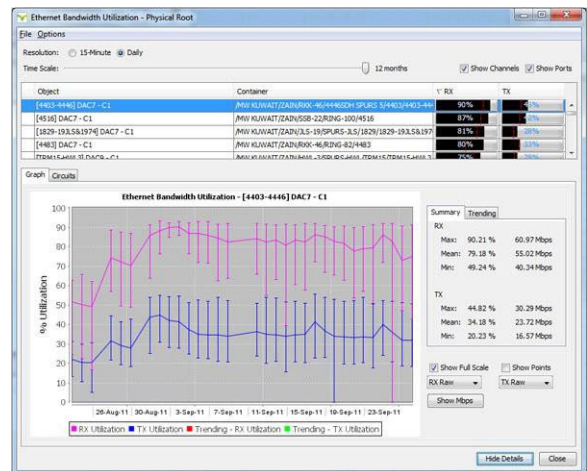 Ethernet Bandwidth Utilization - Physical Root
File Options
Resolution: 15-Minute Daily
Time Scale: 12 months Show Channels Show Ports
Object Container RX TX
[4403-4446] DAC7 - C1 /MW KUWAIT/ZAIN/RKK-46/4446SDH SPURS 5/4403/4403-444 90%
[4516] DAC7 - C1 /MW KUWAIT/ZAIN/SSB-22/RING-100/4516 87%
[1829-19JLS&1974] DAC7 - C1 /MW KUWAIT/ZAIN/JLS-19/SPURS-JLS/1829/1829-19JLS&197 81% 28%
[4483] DAC7 - C1 /MW KUWAIT/ZAIN/RKK-46/RING-82/4483 80% 33%
75%
Graph Circuits
Ethernet Bandwidth Utilization - [4403-4446] DAC7 - C1
% Utilization
100
90
80
70
60
50
40
30
20
10
0
26-Aug-11 30-Aug-11 3-Sep-11 7-Sep-11 11-Sep-11 15-Sep-11 19-Sep-11 23-Sep-11
RX Utilization TX Utilization Trending - RX Utilization Trending - TX Utilization
Summary Trending
RX
Max: 90.21 % 60.97 Mbps
Mean: 79.18 % 55.02 Mbps
Min: 49.24 % 40.34 Mbps
TX
Max: 44.82 % 30.29 Mbps
Mean: 34.18 % 23.72 Mbps
Min: 20.23 % 16.57 Mbps
Show Full Scale Show Points
RX Raw TX Raw
Show Mbps
Hide Details Close